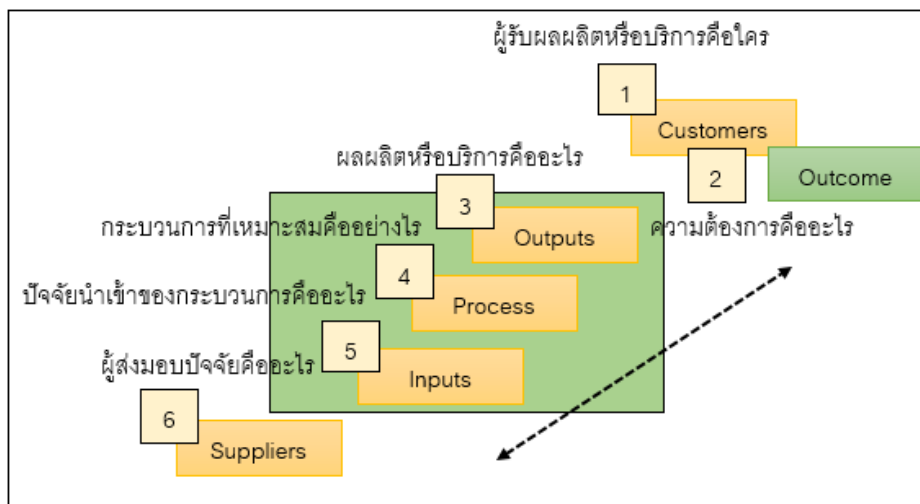 ผู้รับผลผลิตหรือบริการคือใคร
1
Customers
2
Outcome
ความต้องการคืออะไร
ผลผลิตหรือบริการคืออะไร
3
Outputs
กระบวนการที่เหมาะสมคืออย่างไร
4
Process
ปัจจัยนำเข้าของกระบวนการคืออะไร
5
Inputs
ผู้ส่งมอบปัจจัยคืออะไร
6
Suppliers